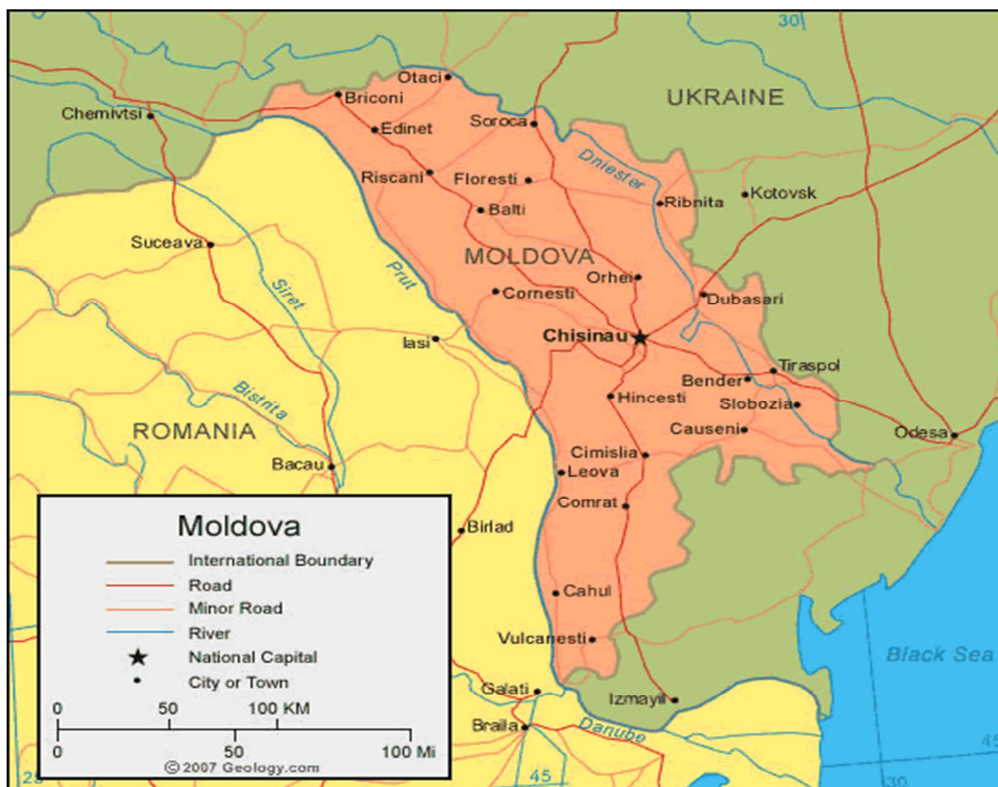 30
Otaci
Briconi
Chernivtsi
UKRAINE
Edinet
Soroca
Dniester
Riscani
Floresti
Kotovsk
Ribnita
Balti
Suceava
MOLDOVA
Prut
Orhei
Siret
Cornesti
Dubasari
Chisinau
Iasi
Tiraspol
Bender
Bistrita
Hincesti
Slobozia
ROMANIA
Causeni
Odesa
Cimislia
Bacau
Leova
Comrat
Moldova
Birlad
International Boundary
Road
Cahul
Minor Road
River
Vulcanesti
National Capital
Black Sea
City or Town
Galati
Izmayil
0 50 100 KM
Braila
Danube
0 50 100 Mi
© 2007 Geology.com
25
45
30
45